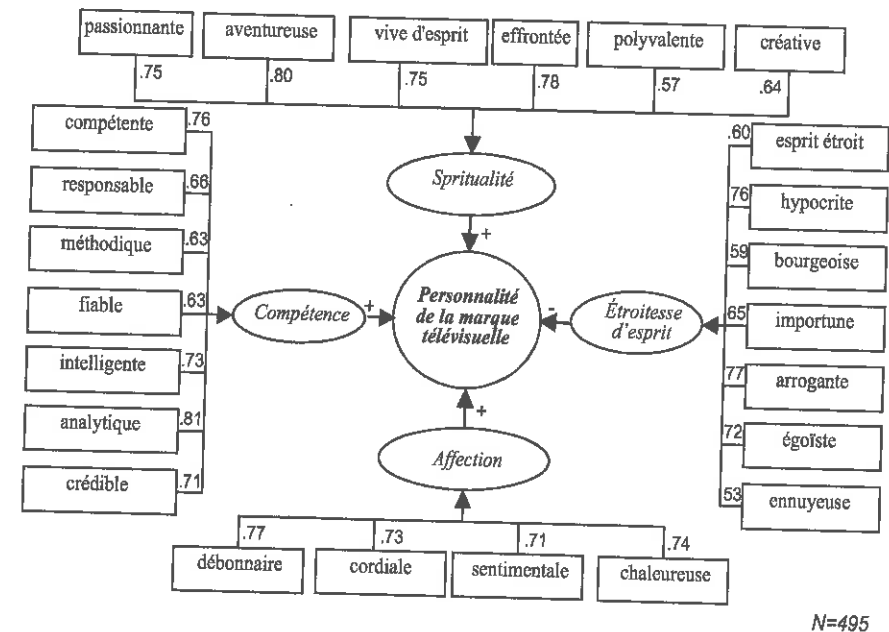 passionnante
aventureuse
vive d'esprit
effrontée
polyvalente
créative
.75
.80
.75
.78
.57
.64
compétente
.76
responsable
.66
méthodique
.63
fiable
.63
intelligente
.73
analytique
.81
crédible
.71
Spritualité
+
Compétence
+
Personnalité
de la marque
télévisuelle
-
Étroitesse
d'esprit
+
Affection
.60
esprit étroit
.76
hypocrite
.59
bourgeoise
.65
importune
.77
arrogante
.72
égoïste
.53
ennuyeuse
.77
.73
.71
.74
débonnaire
cordiale
sentimentale
chaleureuse
N=495